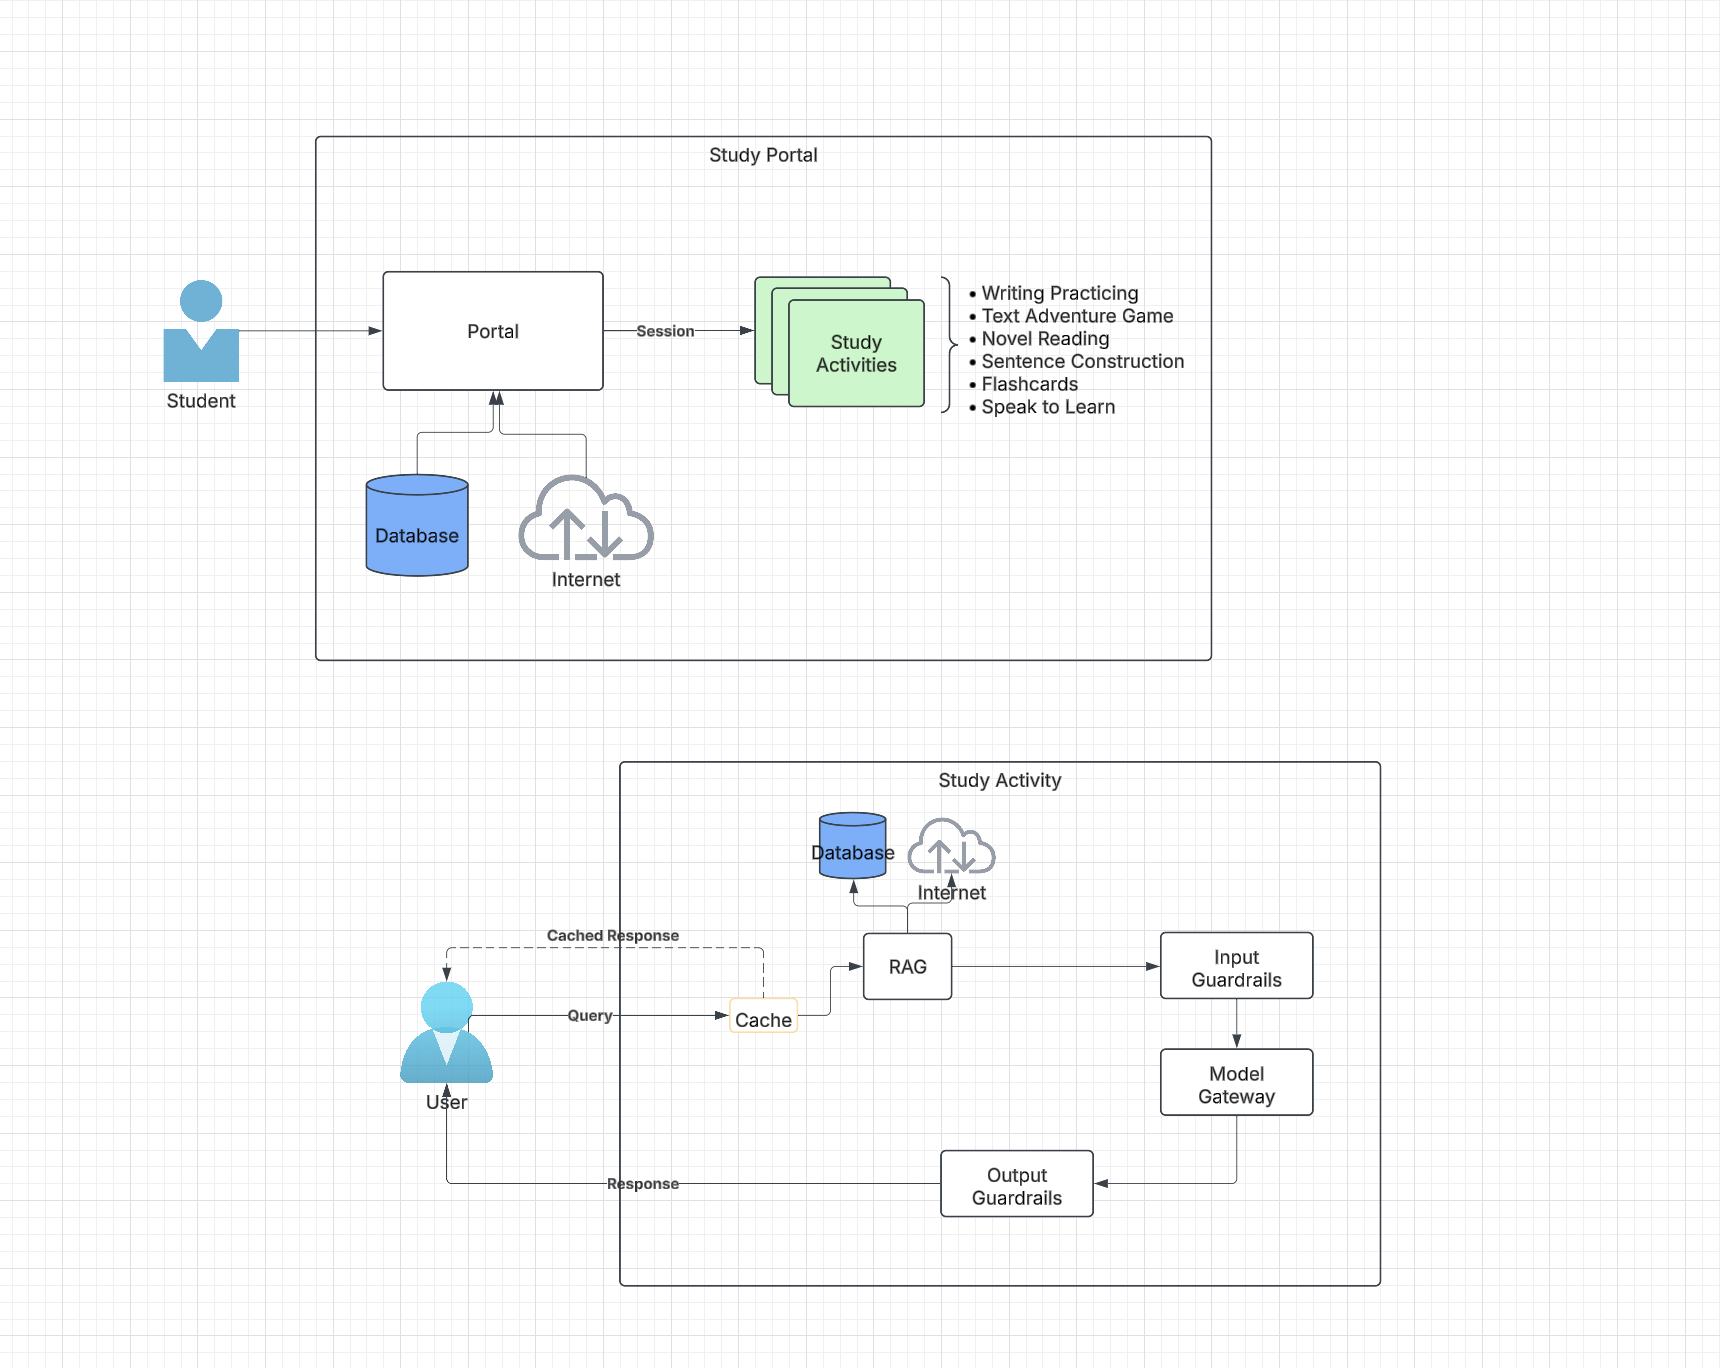 Study Portal
Portal
Session
Study
Activities
• Writing Practicing
• Text Adventure Game
• Novel Reading
• Sentence Construction
• Flashcards
• Speak to Learn
Student
Database
Internet
Study Activity
Database
Internet
Cached Response
RAG
Input
Guardrails
Query
Cache
Model
Gateway
User
Output
Guardrails
Response